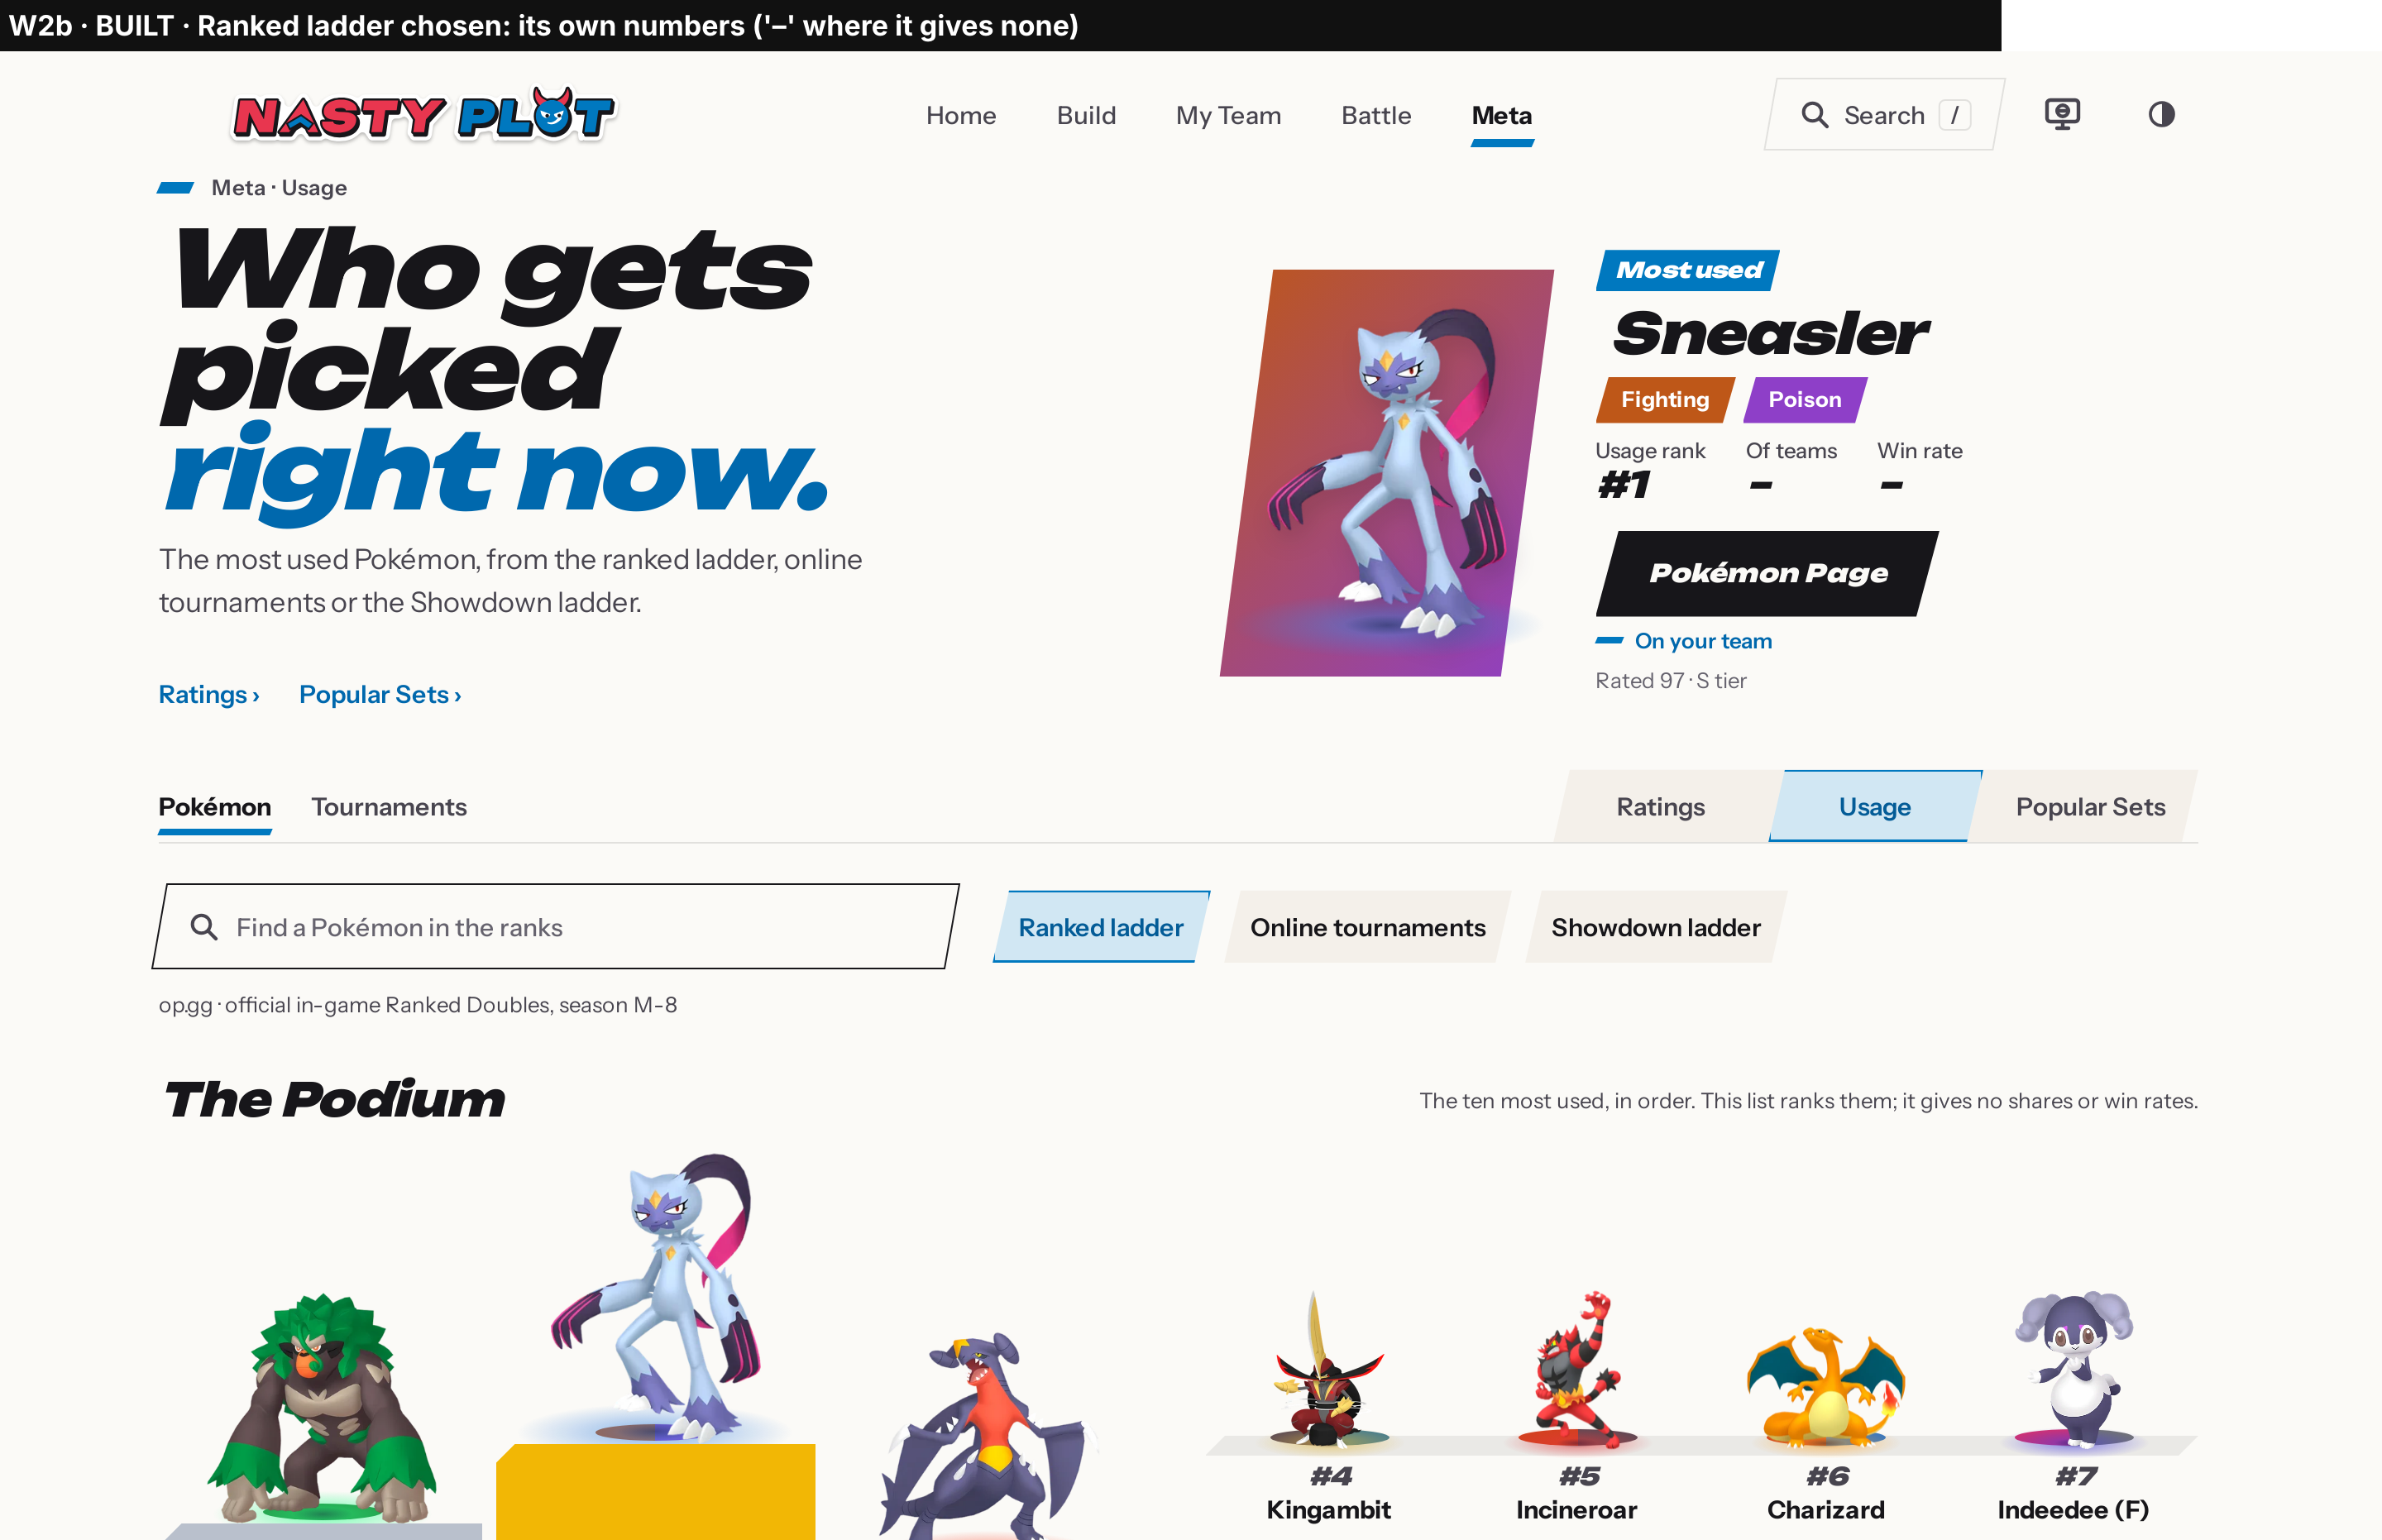 W2b · BUILT · Ranked ladder chosen: its own numbers ('–' where it gives none)
NASTY PLOT
Home Build My Team Battle Meta
Search /
Meta · Usage
Who gets
picked
right now.
The most used Pokémon, from the ranked ladder, online
tournaments or the Showdown ladder.
Ratings › Popular Sets ›
Most used
Sneasler
Fighting Poison
Usage rank Of teams Win rate
#1 – –
Pokémon Page
On your team
Rated 97 · S tier
Pokémon Tournaments
Ratings Usage Popular Sets
Find a Pokémon in the ranks
Ranked ladder Online tournaments Showdown ladder
op.gg · official in-game Ranked Doubles, season M-8
The Podium
The ten most used, in order. This list ranks them; it gives no shares or win rates.
#4 #5 #6 #7
Kingambit Incineroar Charizard Indeedee (F)